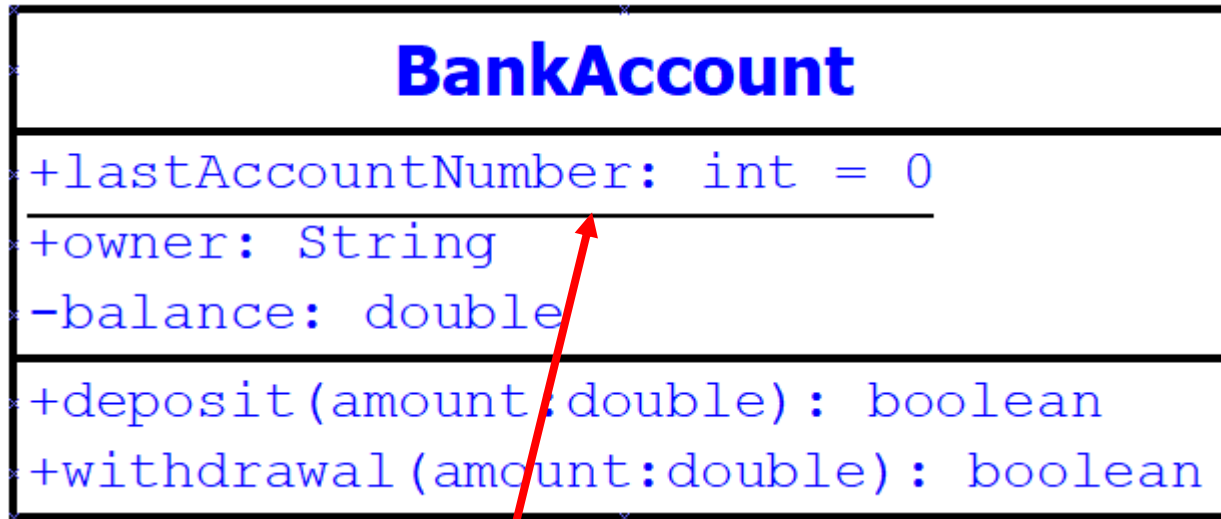 BankAccount
+lastAccountNumber: int = 0
+owner: String
-balance: double
+deposit(amount:double): boolean
+withdrawal(amount:double): boolean